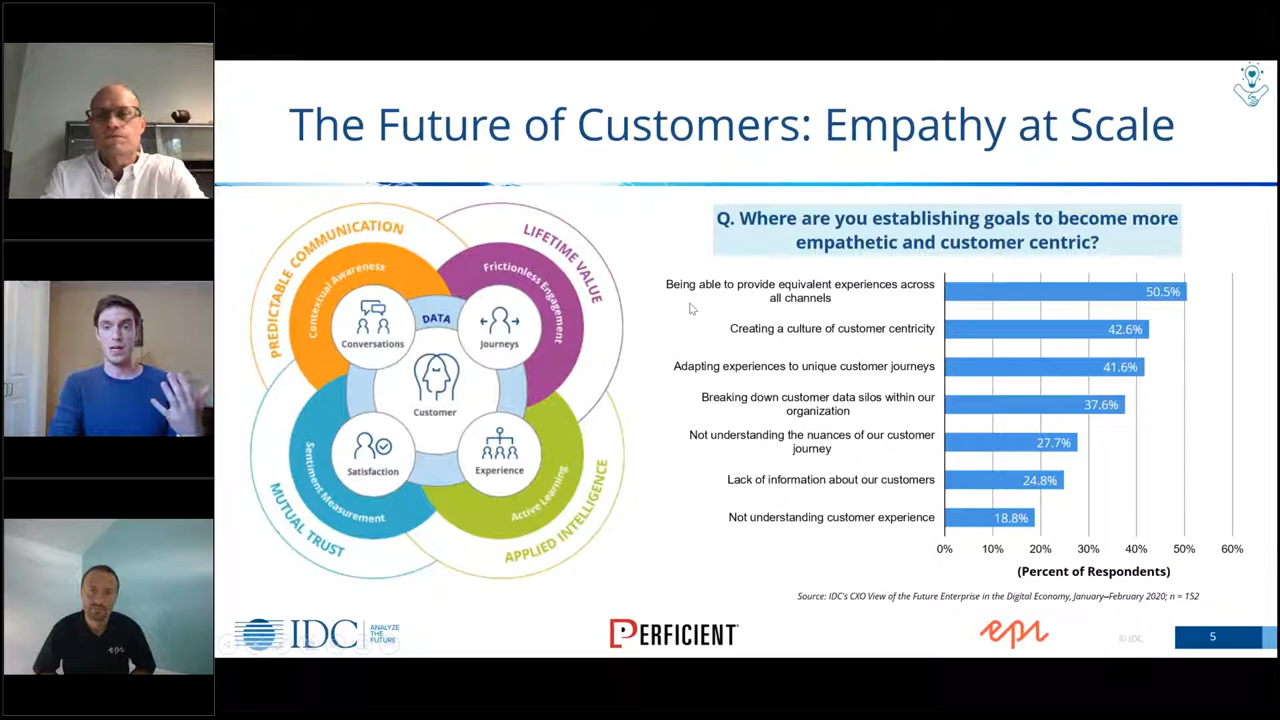 The Future of Customers: Empathy at Scale
PREDICTABLE COMMUNICATION
Contextual Awareness
Conversations
LIFETIME VALUE
Frictionless Engagement
Journeys
DATA
Customer
MUTUAL TRUST
Sentiment Measurement
Satisfaction
APPLIED INTELLIGENCE
Active Learning
Experience
Q. Where are you establishing goals to become more
empathetic and customer centric?
Being able to provide equivalent experiences across
all channels
50.5%
Creating a culture of customer centricity
42.6%
Adapting experiences to unique customer journeys
41.6%
Breaking down customer data silos within our
organization
37.6%
Not understanding the nuances of our customer
journey
27.7%
Lack of information about our customers
24.8%
Not understanding customer experience
18.8%
0% 10% 20% 30% 40% 50% 60%
(Percent of Respondents)
Source: IDC's CXO View of the Future Enterprise in the Digital Economy, January–February 2020; n = 152
IDC
ANALYZE
THE
FUTURE
PERFICIENT
epi
© IDC
5
epi